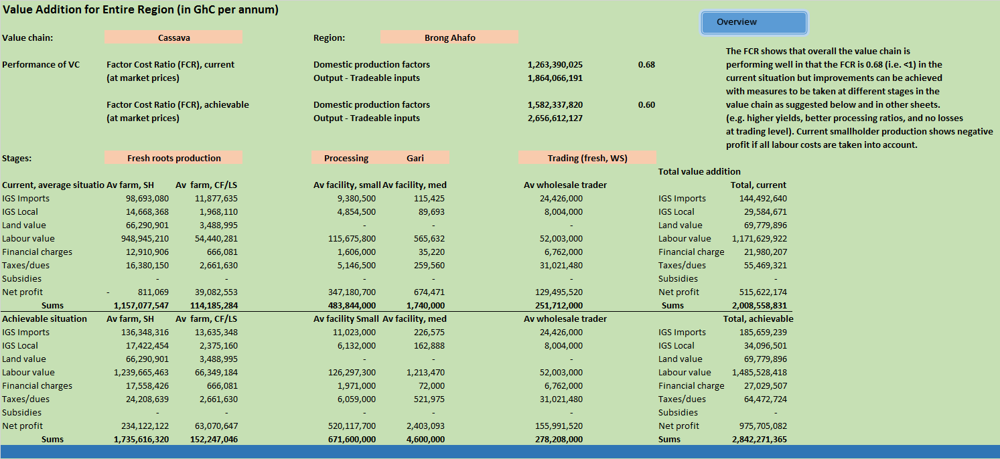 Value Addition for Entire Region (in GhC per annum)
Overview
Value chain: Cassava Region: Brong Ahafo
The FCR shows that overall the value chain is
Performance of VC Factor Cost Ratio (FCR), current Domestic production factors 1,263,390,025 0.68 performing well in that the FCR is 0.68 (i.e. <1) in the
(at market prices) Output - Tradeable inputs 1,864,066,191 current situation but improvements can be achieved
with measures to be taken at different stages in the
Factor Cost Ratio (FCR), achievable Domestic production factors 1,582,337,820 0.60 value chain as suggested below and in other sheets.
(at market prices) Output - Tradeable inputs 2,656,612,127 (e.g. higher yields, better processing ratios, and no losses
at trading level). Current smallholder production shows negative
profit if all labour costs are taken into account.
Stages: Fresh roots production Processing Gari Trading (fresh, WS)
Total value addition
Current, average situatio Av farm, SH Av farm, CF/LS Av facility, small Av facility, med Av wholesale trader Total, current
IGS Imports 98,693,080 11,877,635 9,380,500 115,425 24,426,000 IGS Imports 144,492,640
IGS Local 14,668,368 1,968,110 4,854,500 89,693 8,004,000 IGS Local 29,584,671
Land value 66,290,901 3,488,995 - - - Land value 69,779,896
Labour value 948,945,210 54,440,281 115,675,800 565,632 52,003,000 Labour value 1,171,629,922
Financial charges 12,910,906 666,081 1,606,000 35,220 6,762,000 Financial charge 21,980,207
Taxes/dues 16,380,150 2,661,630 5,146,500 259,560 31,021,480 Taxes/dues 55,469,321
Subsidies - - - - - Subsidies -
Net profit - 811,069 39,082,553 347,180,700 674,471 129,495,520 Net profit 515,622,174
Sums 1,157,077,547 114,185,284 483,844,000 1,740,000 251,712,000 Sums 2,008,558,831
Achievable situation Av farm, SH Av farm, CF/LS Av facility Small Av facility, med Av wholesale trader Total, achievable
IGS Imports 136,348,316 13,635,348 11,023,000 226,575 24,426,000 IGS Imports 185,659,239
IGS Local 17,422,454 2,375,160 6,132,000 162,888 8,004,000 IGS Local 34,096,501
Land value 66,290,901 3,488,995 - - - Land value 69,779,896
Labour value 1,239,665,463 66,349,184 126,297,300 1,213,470 52,003,000 Labour value 1,485,528,418
Financial charges 17,558,426 666,081 1,971,000 72,000 6,762,000 Financial charge 27,029,507
Taxes/dues 24,208,639 2,661,630 6,059,000 521,975 31,021,480 Taxes/dues 64,472,724
Subsidies - - - - - Subsidies -
Net profit 234,122,122 63,070,647 520,117,700 2,403,093 155,991,520 Net profit 975,705,082
Sums 1,735,616,320 152,247,046 671,600,000 4,600,000 278,208,000 Sums 2,842,271,365